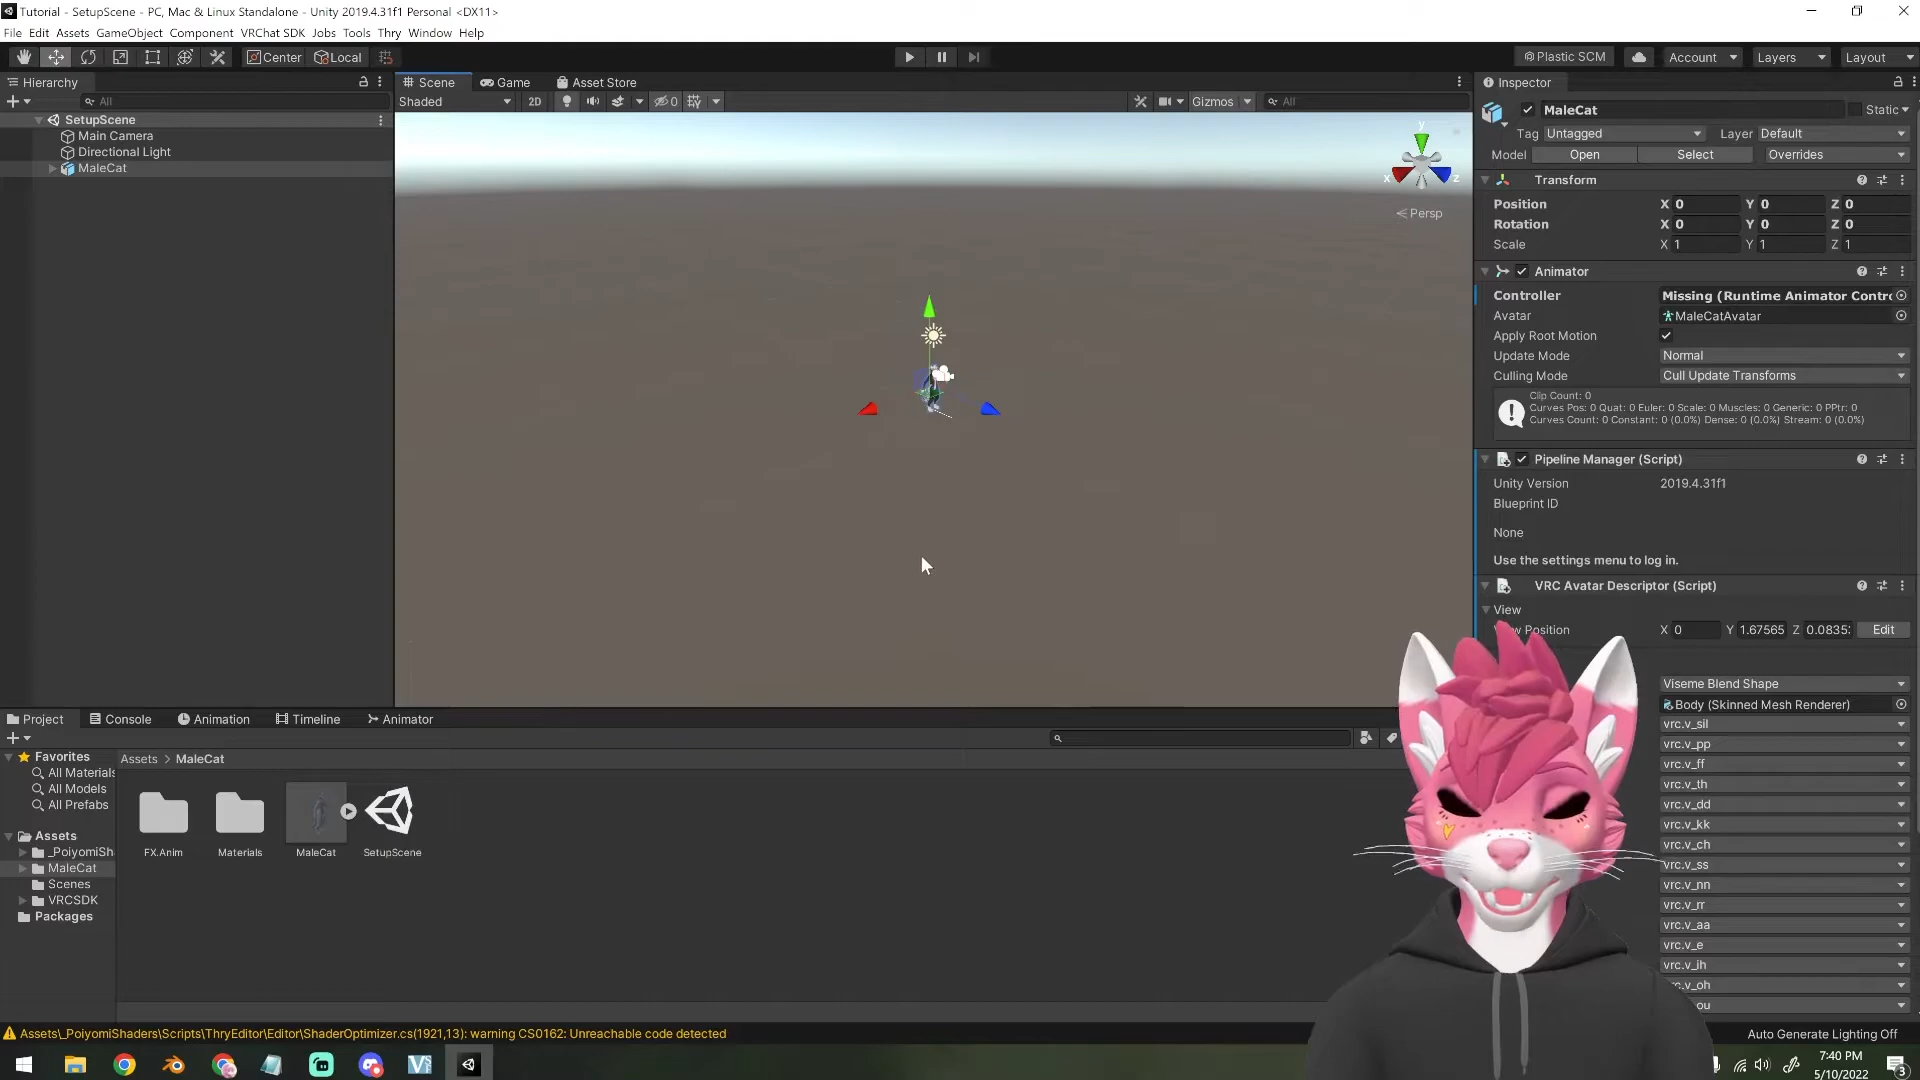 Tutorial - SetupScene - PC, Mac & Linux Standalone - Unity 2019.4.31f1 Personal <DX11>
File Edit Assets GameObject Component VRChat SDK Jobs Tools Thry Window Help
Center Local Plastic SCM Account Layers Layout
Hierarchy
All
SetupScene
Main Camera
Directional Light
MaleCat
Scene Game Asset Store
Shaded 2D 0 Gizmos All
y
x z
Persp
Inspector
MaleCat Static
Tag Untagged Layer Default
Model Open Select Overrides
Transform
Position X 0 Y 0 Z 0
Rotation X 0 Y 0 Z 0
Scale X 1 Y 1 Z 1
Animator
Controller Missing (Runtime Animator Contro
Avatar MaleCatAvatar
Apply Root Motion
Update Mode Normal
Culling Mode Cull Update Transforms
Clip Count: 0
Curves Pos: 0 Quat: 0 Euler: 0 Scale: 0 Muscles: 0 Generic: 0 PPtr: 0
Curves Count: 0 Constant: 0 (0.0%) Dense: 0 (0.0%) Stream: 0 (0.0%)
Pipeline Manager (Script)
Unity Version 2019.4.31f1
Blueprint ID
None
Use the settings menu to log in.
VRC Avatar Descriptor (Script)
View
Position X 0 Y 1.67565 Z 0.0835 Edit
Viseme Blend Shape
Body (Skinned Mesh Renderer)
vrc.v_sil
vrc.v_pp
vrc.v_ff
vrc.v_th
vrc.v_dd
vrc.v_kk
vrc.v_ch
vrc.v_ss
vrc.v_nn
vrc.v_rr
vrc.v_aa
vrc.v_e
vrc.v_ih
vrc.v_oh
ou
Project Console Animation Timeline Animator
Favorites
All Materials
All Models
All Prefabs
Assets
_PoiyomiSh
MaleCat
Scenes
VRCSDK
Packages
Assets > MaleCat
FX.Anim Materials MaleCat SetupScene
Assets\_PoiyomiShaders\Scripts\ThryEditor\Editor\ShaderOptimizer.cs(1921,13): warning CS0162: Unreachable code detected
Auto Generate Lighting Off
7:40 PM
5/10/2022
3